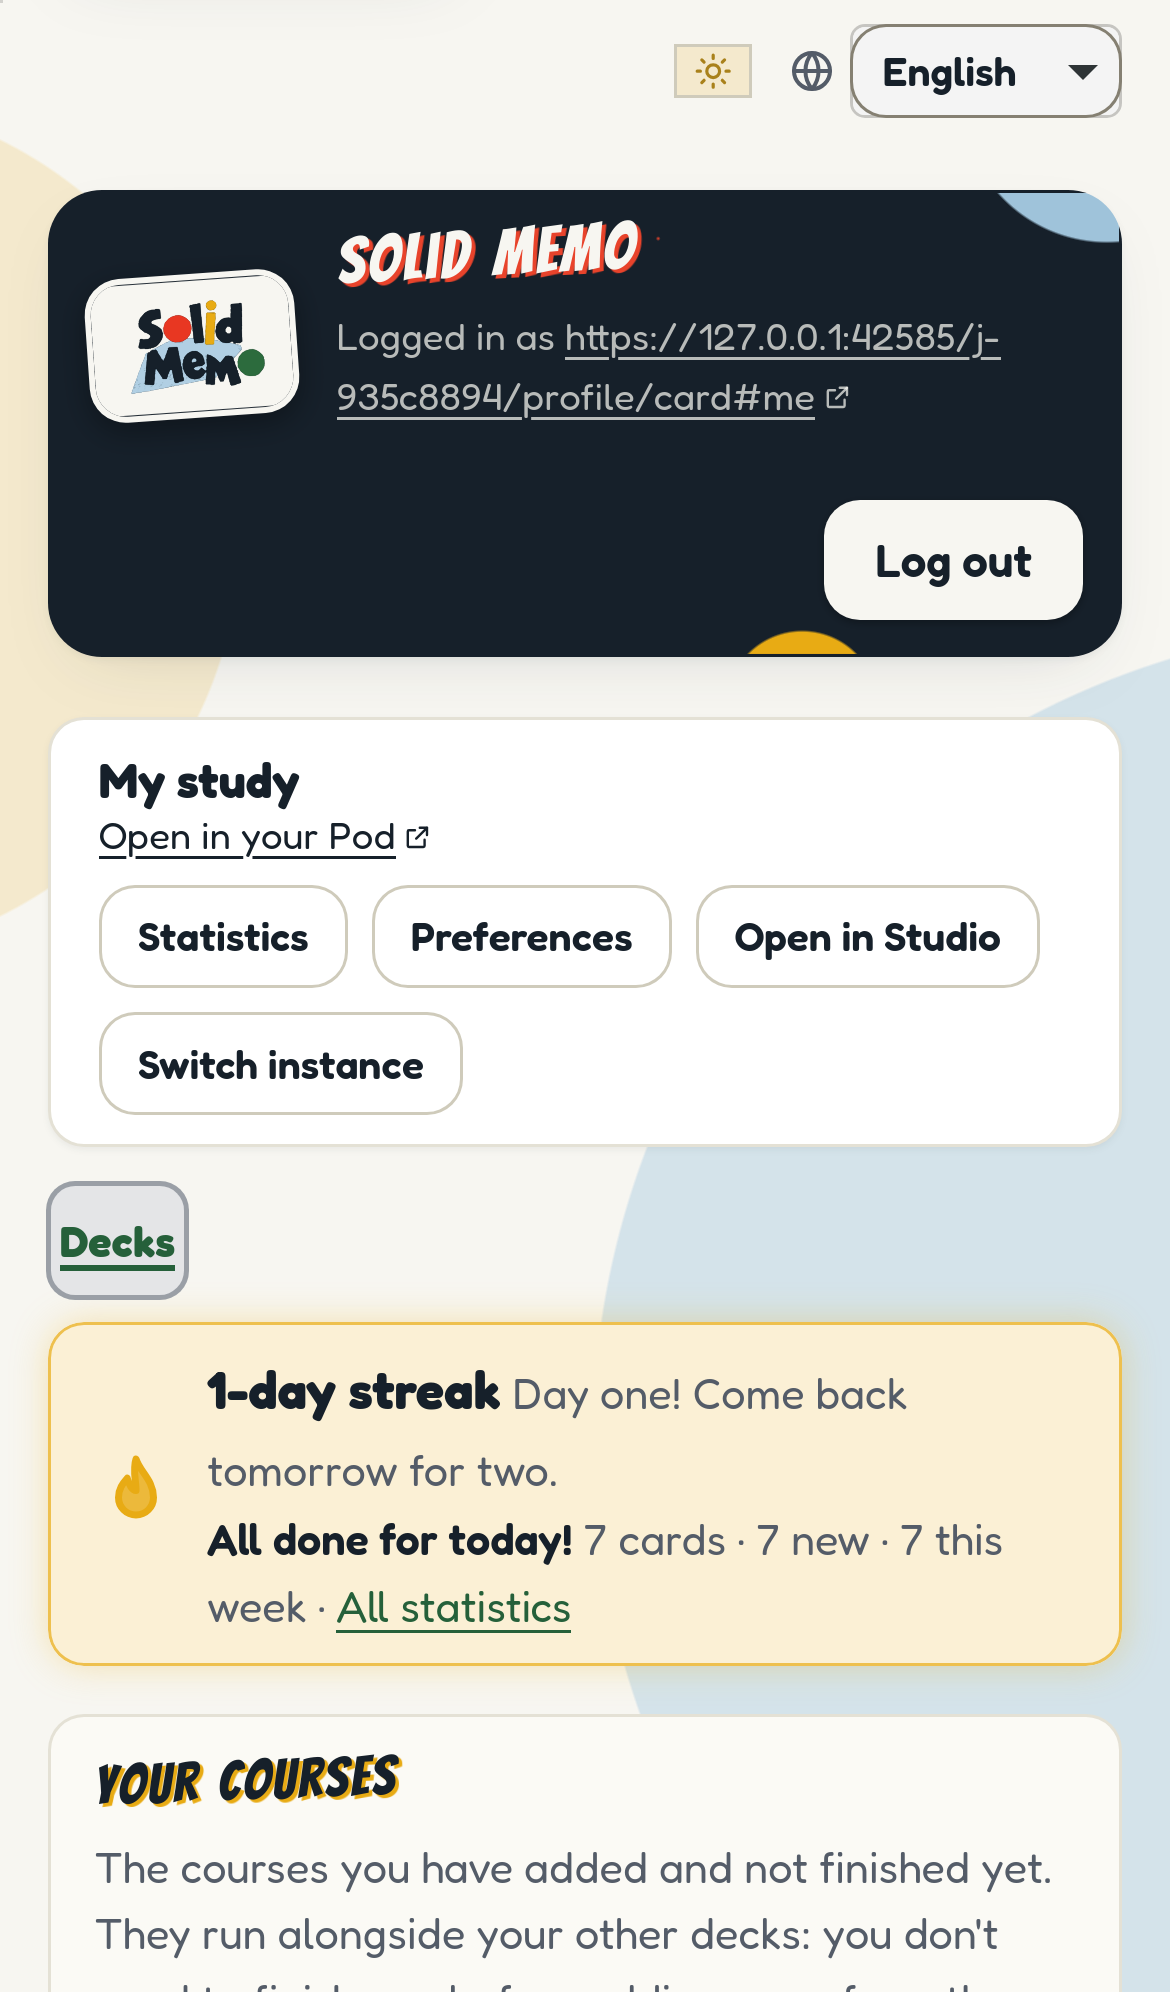 English
SOLID MEMO
Solid
Memo
Logged in as https://127.0.0.1:42585/j-
935c8894/profile/card#me
Log out
My study
Open in your Pod
Statistics
Preferences
Open in Studio
Switch instance
Decks
1-day streak Day one! Come back
tomorrow for two.
All done for today! 7 cards · 7 new · 7 this
week · All statistics
YOUR COURSES
The courses you have added and not finished yet.
They run alongside your other decks: you don't